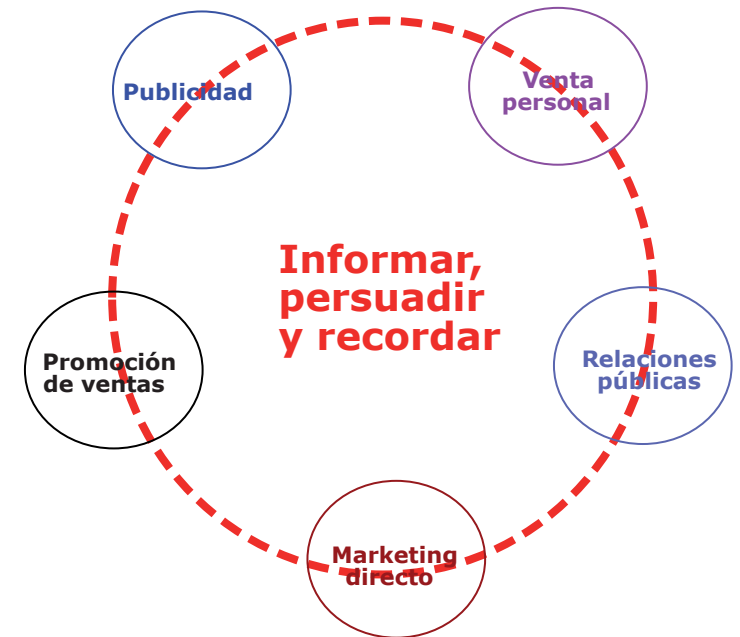 Publicidad
Venta
personal
Informar,
persuadir
y recordar
Promoción
de ventas
Relaciones
públicas
Marketing
directo